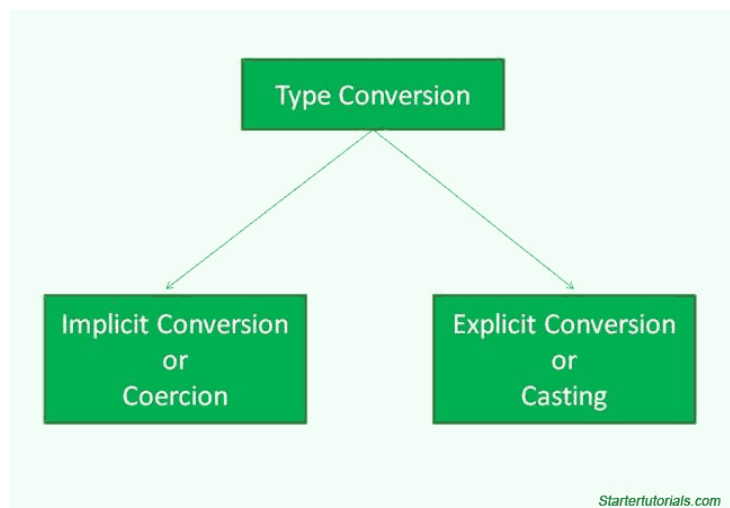 Type Conversion
Implicit Conversion
or
Coercion
Explicit Conversion
or
Casting
Startertutorials.com